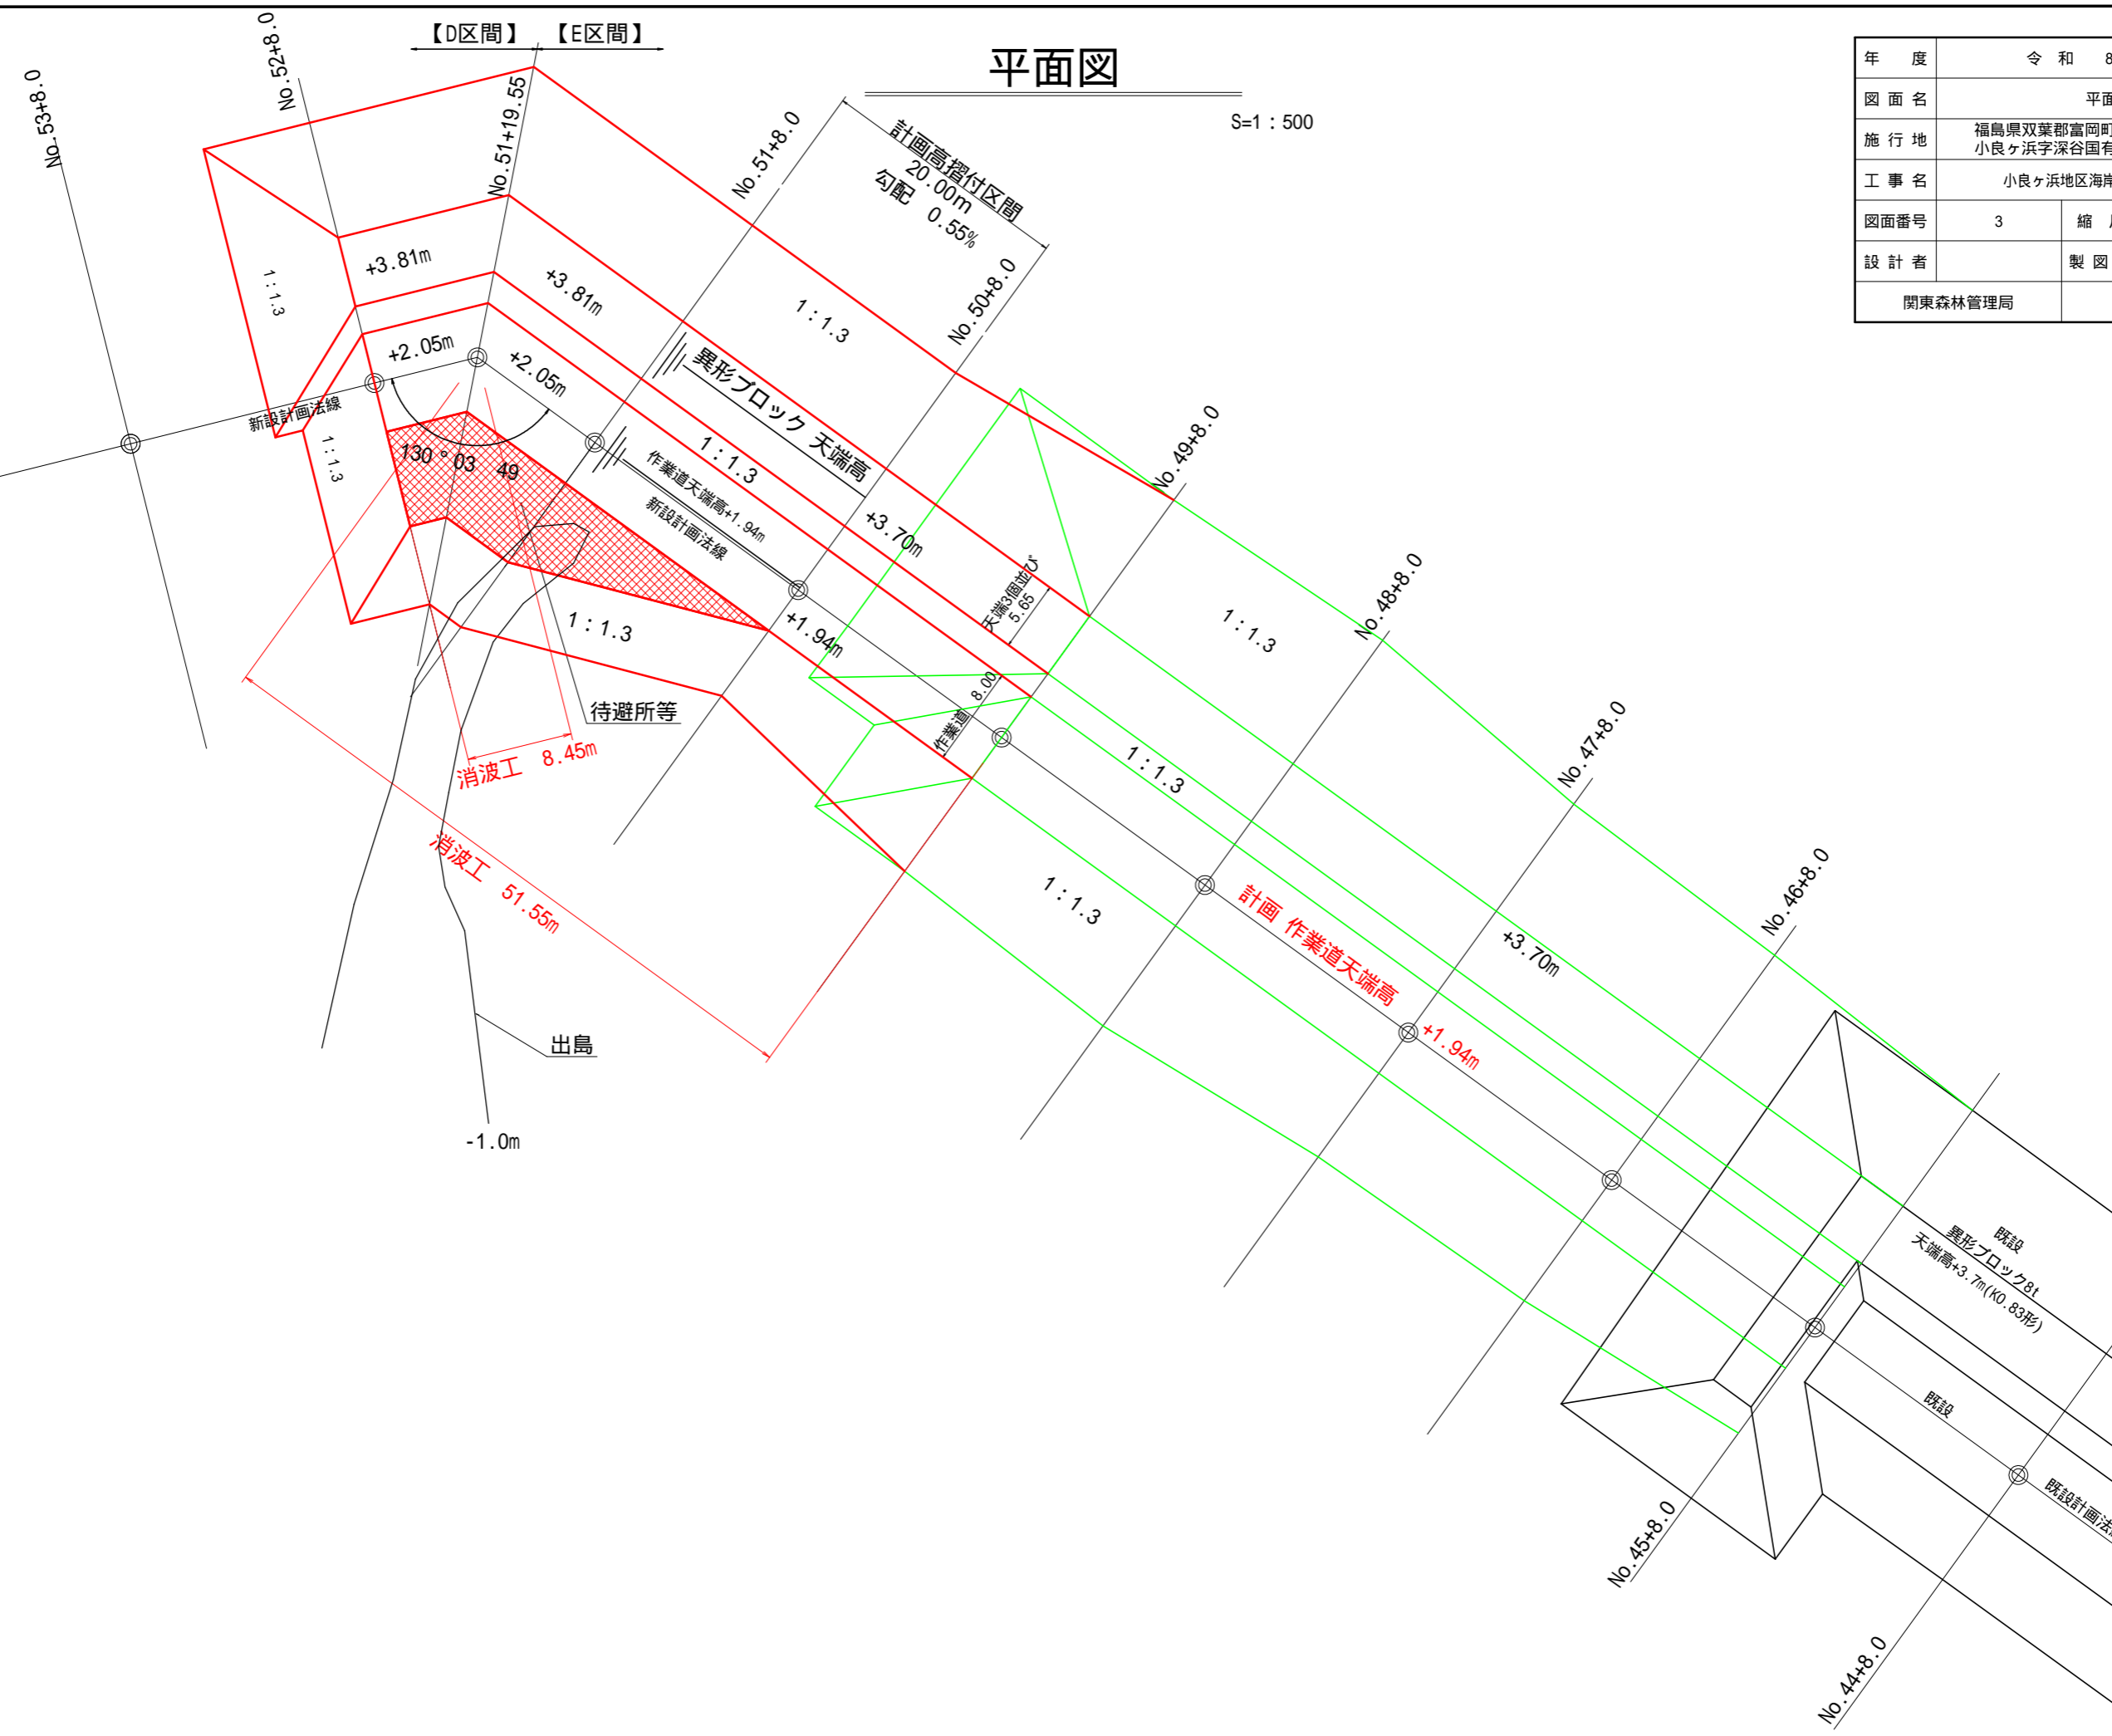 平面図
S=1：500
【D区間】
【E区間】
年 度
令 和 8
図 面 名
平面
施 行 地
福島県双葉郡富岡町
小良ヶ浜字深谷国有
工 事 名
小良ヶ浜地区海岸
図面番号
3
縮
設 計 者
製 図
関東森林管理局
No.53+8.0
No.52+8.0
No.51+19.55
No.51+8.0
計画高摺付区間
20.00m
勾配 0.55%
No.50+8.0
No.49+8.0
No.48+8.0
No.47+8.0
No.46+8.0
No.45+8.0
No.44+8.0
+3.81m
+3.81m
1：1.3
1：1.3
+2.05m
+2.05m
新設計画法線
1：1.3
130°03 49
異形ブロック 天端高
1：1.3
作業道天端高+1.94m
新設計画法線
+3.70m
天端3個並び
5.65
+1.94m
作業道 8.00
1：1.3
1：1.3
待避所等
消波工 8.45m
消波工 51.55m
出島
-1.0m
1：1.3
1：1.3
計画 作業道天端高
+1.94m
+3.70m
既設
異形ブロック8t
天端高+3.7m(K0.83形)
既設
既設計画法